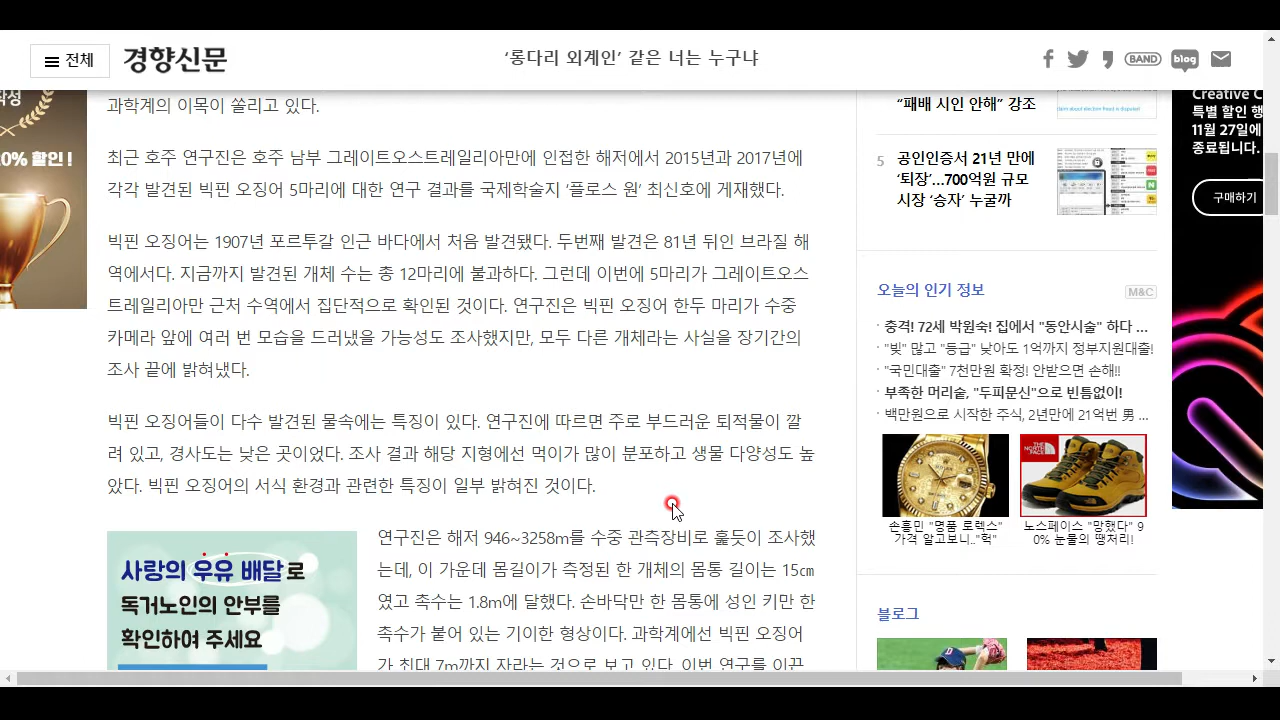 전체
경향신문
‘롱다리 외계인’ 같은 너는 누구냐
BAND
blog
작성
0% 할인!
과학계의 이목이 쏠리고 있다.
최근 호주 연구진은 호주 남부 그레이트오스트레일리아만에 인접한 해저에서 2015년과 2017년에
각각 발견된 빅핀 오징어 5마리에 대한 연구 결과를 국제학술지 ‘플로스 원’ 최신호에 게재했다.
빅핀 오징어는 1907년 포르투갈 인근 바다에서 처음 발견됐다. 두번째 발견은 81년 뒤인 브라질 해
역에서다. 지금까지 발견된 개체 수는 총 12마리에 불과하다. 그런데 이번에 5마리가 그레이트오스
트레일리아만 근처 수역에서 집단적으로 확인된 것이다. 연구진은 빅핀 오징어 한두 마리가 수중
카메라 앞에 여러 번 모습을 드러냈을 가능성도 조사했지만, 모두 다른 개체라는 사실을 장기간의
조사 끝에 밝혀냈다.
빅핀 오징어들이 다수 발견된 물속에는 특징이 있다. 연구진에 따르면 주로 부드러운 퇴적물이 깔
려 있고, 경사도는 낮은 곳이었다. 조사 결과 해당 지형에선 먹이가 많이 분포하고 생물 다양성도 높
았다. 빅핀 오징어의 서식 환경과 관련한 특징이 일부 밝혀진 것이다.
사랑의 우유 배달로
독거노인의 안부를
확인하여 주세요
연구진은 해저 946~3258m를 수중 관측장비로 훑듯이 조사했
는데, 이 가운데 몸길이가 측정된 한 개체의 몸통 길이는 15㎝
였고 촉수는 1.8m에 달했다. 손바닥만 한 몸통에 성인 키만 한
촉수가 붙어 있는 기이한 형상이다. 과학계에선 빅핀 오징어
가 최대 7m까지 자라는 것으로 보고 있다. 이번 연구를 이끈
“패배 시인 안해” 강조
5 공인인증서 21년 만에
‘퇴장’…700억원 규모
시장 ‘승자’ 누굴까
오늘의 인기 정보
M&C
· 충격! 72세 박원숙! 집에서 "동안시술" 하다 ...
· "빚" 많고 "등급" 낮아도 1억까지 정부지원대출!
· "국민대출" 7천만원 확정! 안받으면 손해!!
· 부족한 머리숱, "두피문신"으로 빈틈없이!
· 백만원으로 시작한 주식, 2년만에 21억번 男 ...
THE NORTH FACE
손흥민 "명품 로렉스"
가격 알고보니.."헉"
노스페이스 "망했다" 9
0% 눈물의 땡처리!
블로그
Creative C
특별 할인 행
11월 27일에
종료됩니다.
구매하기